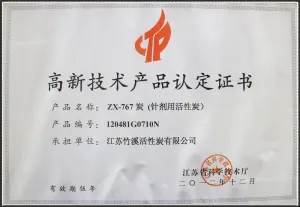 高新技术产品认定证书
产品名称：ZX-767炭（针剂用活性炭）
产品编号：120481G0710N
承担单位：江苏竹溪活性炭有限公司
江苏省科学技术厅
二〇一二年十二月
有效期伍年